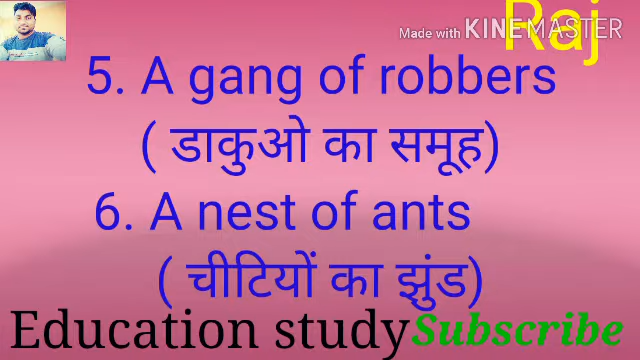 Raj
Made with KINEMASTER
5. A gang of robbers
( डाकुओ का समूह)
6. A nest of ants
( चीटियों का झुंड)
Education study Subscribe